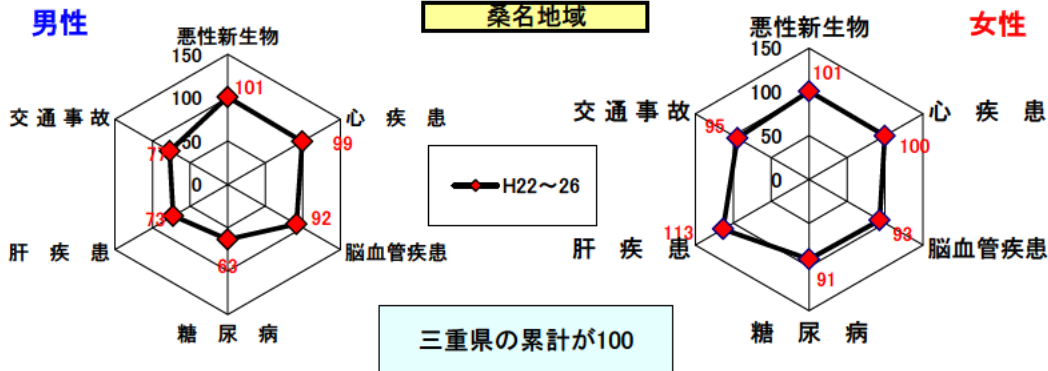 男性
桑名地域
女性
悪性新生物
150
100
50
0
101
心 疾 患
99
92
脳血管疾患
63
糖 尿 病
73
肝 疾 患
77
交 通 事 故
H22～26
悪性新生物
150
100
50
0
101
心 疾 患
100
93
脳血管疾患
91
糖 尿 病
113
肝 疾 患
95
交 通 事 故
三重県の累計が100